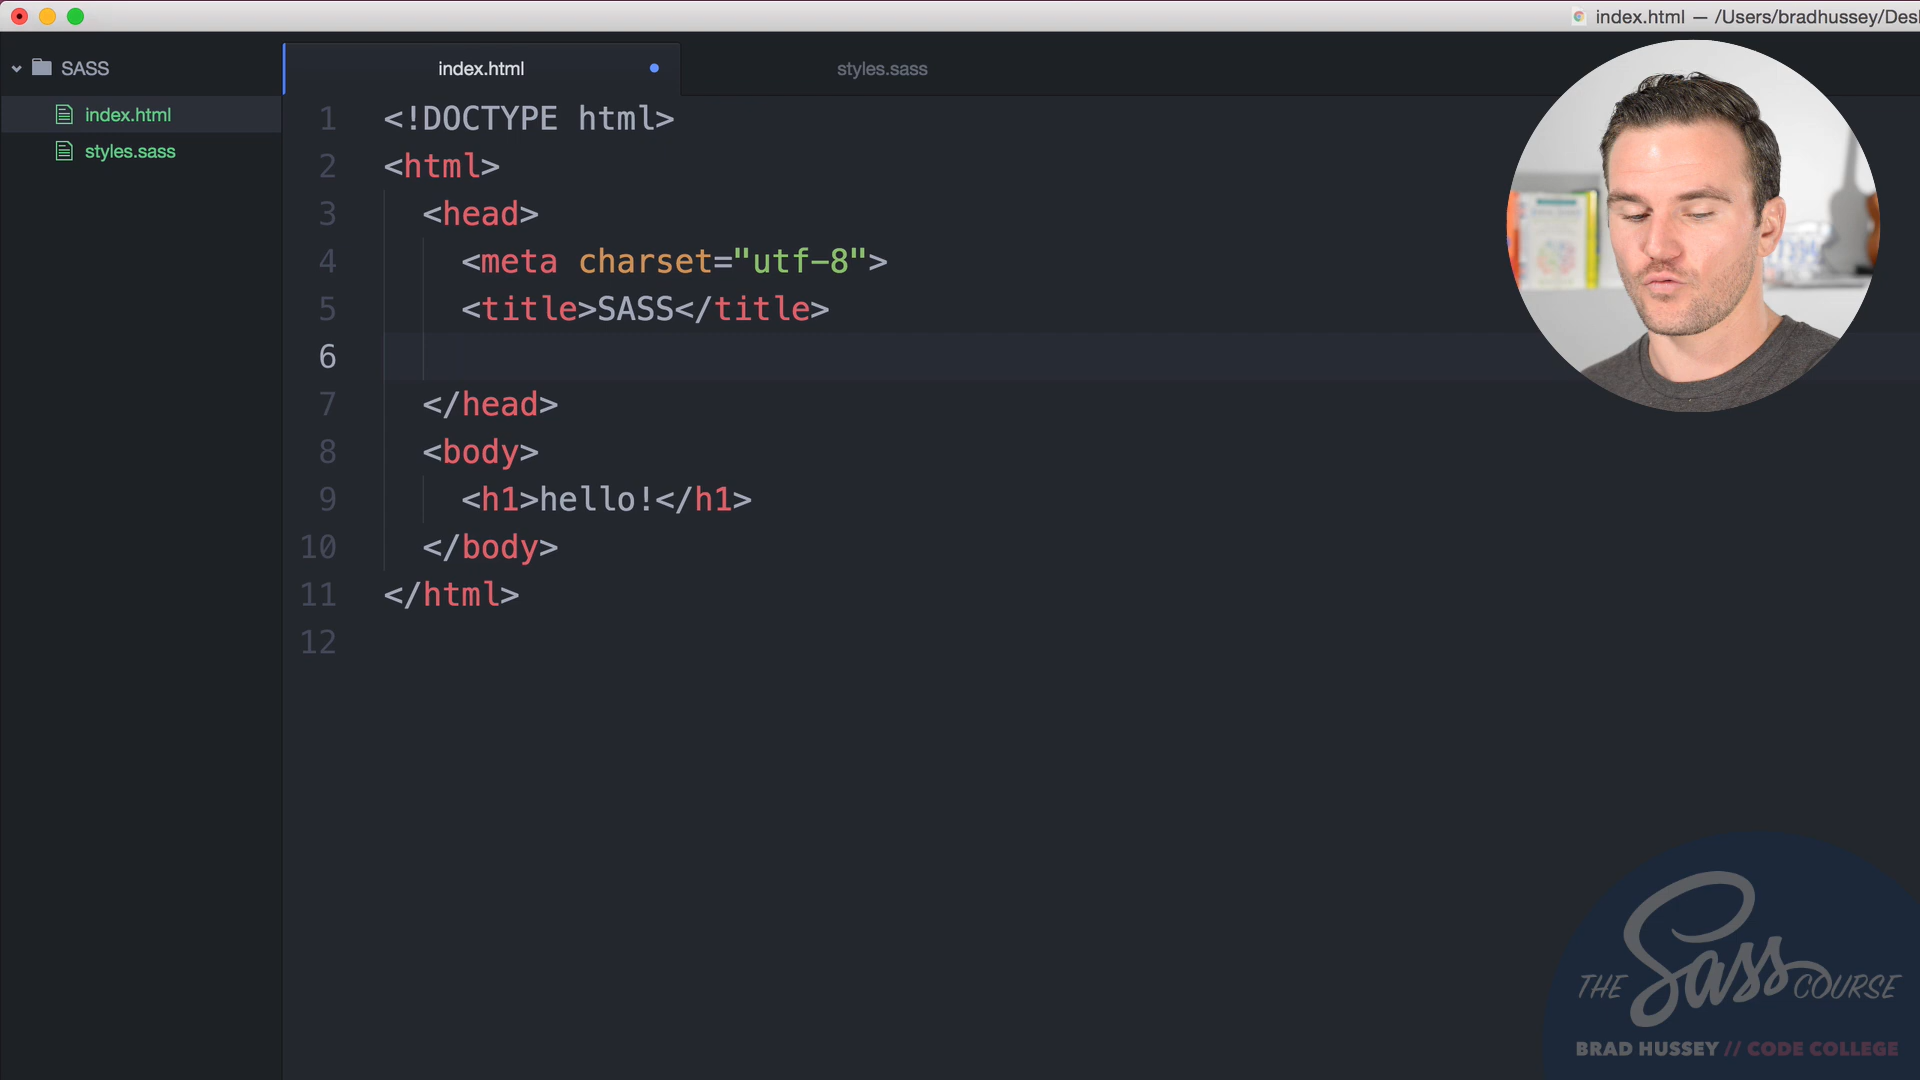 index.html — /Users/bradhussey/Des
SASS
index.html
styles.sass
index.html
styles.sass
1 <!DOCTYPE html>
2 <html>
3 <head>
4 <meta charset="utf-8">
5 <title>SASS</title>
6
7 </head>
8 <body>
9 <h1>hello!</h1>
10 </body>
11 </html>
12
THE Sass COURSE
BRAD HUSSEY // CODE COLLEGE